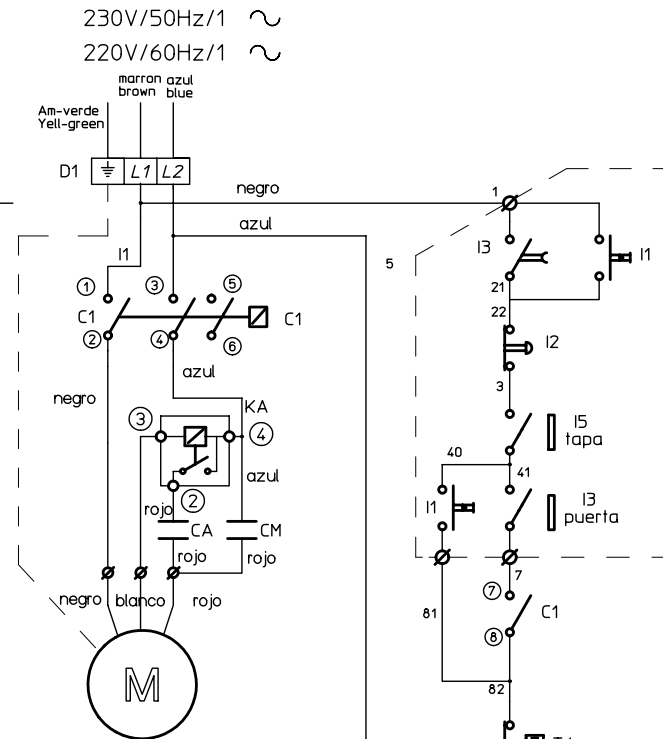 230V/50Hz/1
220V/60Hz/1
marron azul
brown blue
Am-verde
Yell-green
D1 L1 L2
negro
1
azul
I1
I3 I1
5
1 3 5
21
C1 C1
22
2 4 6
I2
azul
3
negro
KA
3 4
I5
tapa
40
41
azul
2
I1
I3
puerta
rojo
CA CM
rojo rojo
7
7
negro blanco rojo
81
C1
8
M
82